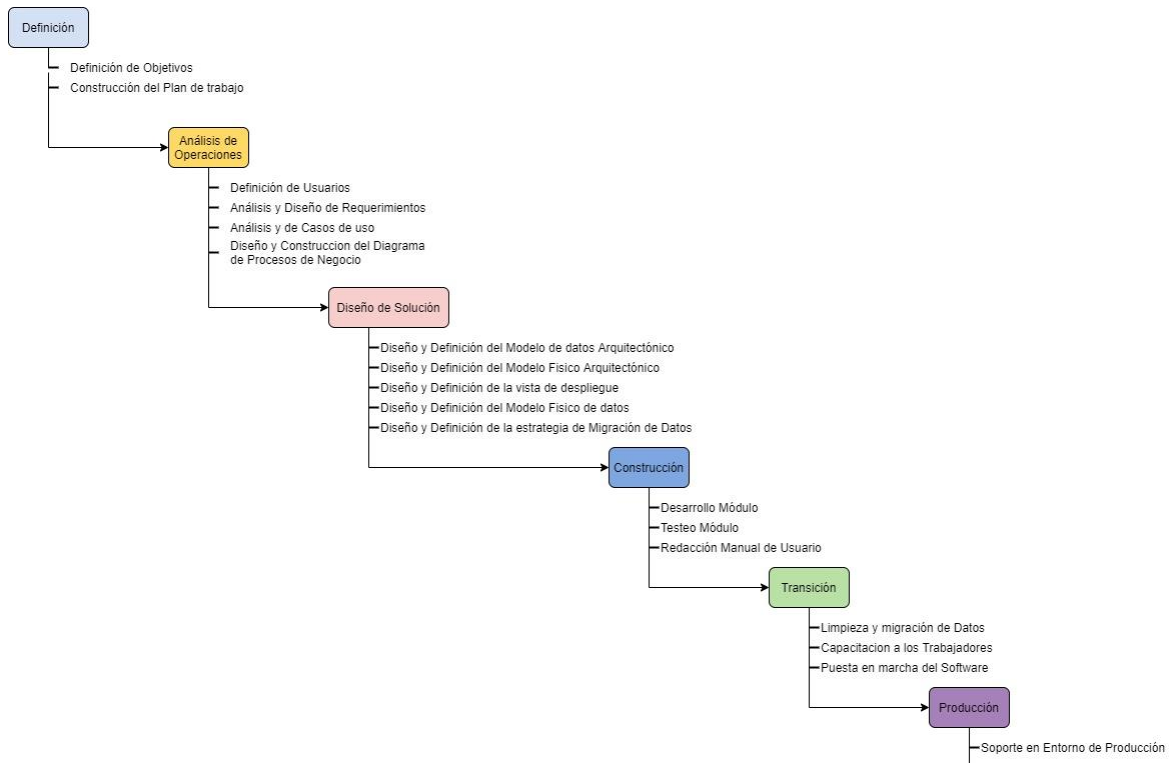 Definición
Definición de Objetivos
Construcción del Plan de trabajo
Análisis de
Operaciones
Definición de Usuarios
Análisis y Diseño de Requerimientos
Análisis y de Casos de uso
Diseño y Construccion del Diagrama
de Procesos de Negocio
Diseño de Solución
Diseño y Definición del Modelo de datos Arquitectónico
Diseño y Definición del Modelo Fisico Arquitectónico
Diseño y Definición de la vista de despliegue
Diseño y Definición del Modelo Fisico de datos
Diseño y Definición de la estrategia de Migración de Datos
Construcción
Desarrollo Módulo
Testeo Módulo
Redacción Manual de Usuario
Transición
Limpieza y migración de Datos
Capacitacion a los Trabajadores
Puesta en marcha del Software
Producción
Soporte en Entorno de Producción